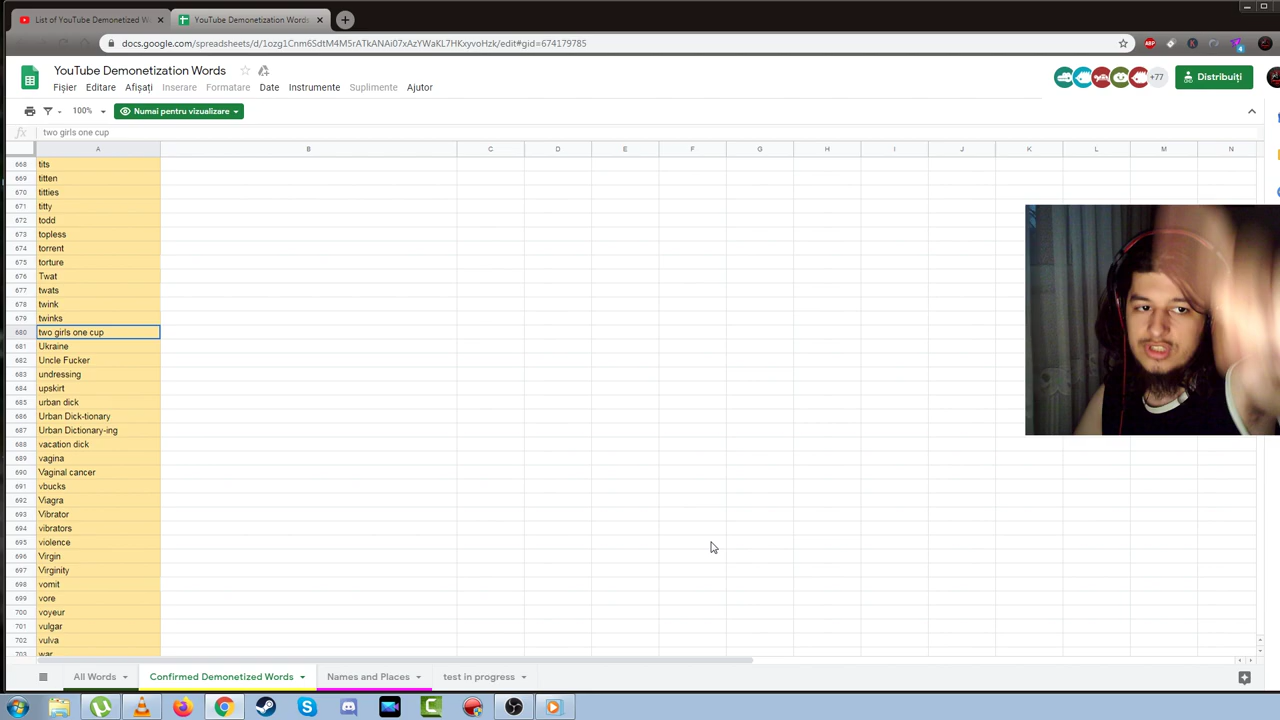 List of YouTube Demonetized W
YouTube Demonetization Words
docs.google.com/spreadsheets/d/1ozg1Cnm6SdtM4M5rATkANAi07xAzYWaKL7HKxyvoHzk/edit#gid=674179785
YouTube Demonetization Words
+77
Distribuiți
Fișier Editare Afișați Inserare Formatare Date Instrumente Suplimente Ajutor
100% Numai pentru vizualizare
fx two girls one cup
A B C D E F G H I J K L M N
668 tits
669 titten
670 titties
671 titty
672 todd
673 topless
674 torrent
675 torture
676 Twat
677 twats
678 twink
679 twinks
680 two girls one cup
681 Ukraine
682 Uncle Fucker
683 undressing
684 upskirt
685 urban dick
686 Urban Dick-tionary
687 Urban Dictionary-ing
688 vacation dick
689 vagina
690 Vaginal cancer
691 vbucks
692 Viagra
693 Vibrator
694 vibrators
695 violence
696 Virgin
697 Virginity
698 vomit
699 vore
700 voyeur
701 vulgar
702 vulva
703 war
All Words Confirmed Demonetized Words Names and Places test in progress